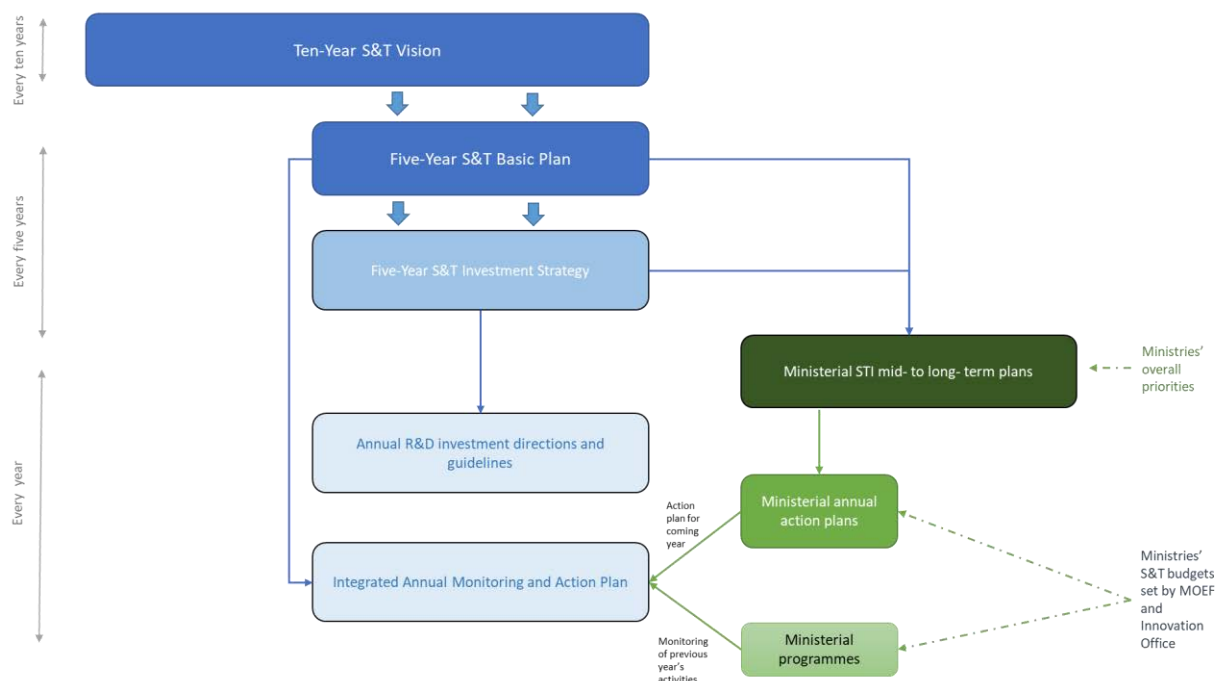 Every ten years
Ten-Year S&T Vision
Every five years
Five-Year S&T Basic Plan
Five-Year S&T Investment Strategy
Ministerial STI mid- to long- term plans
Ministries'
overall
priorities
Every year
Annual R&D investment directions and
guidelines
Ministerial annual
action plans
Action
plan for
coming
year
Integrated Annual Monitoring and Action Plan
Ministries'
S&T budgets
set by MOEF
and
Innovation
Office
Ministerial
programmes
Monitoring
of previous
year's
activities